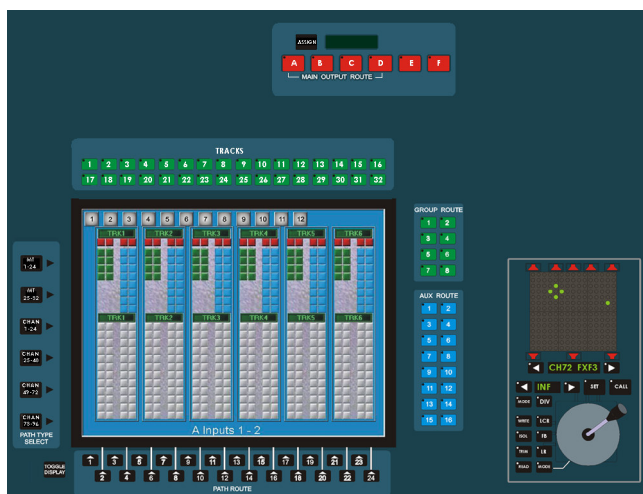 ASSIGN
A B C D E F
MAIN OUTPUT ROUTE
TRACKS
1 2 3 4 5 6 7 8 9 10 11 12 13 14 15 16
17 18 19 20 21 22 23 24 25 26 27 28 29 30 31 32
1 2 3 4 5 6 7 8 9 10 11 12
TRK1 TRK2 TRK3 TRK4 TRK5 TRK6
TRK1 TRK2 TRK3 TRK4 TRK5 TRK6
A Inputs 1 - 2
GROUP ROUTE
1 2
3 4
5 6
7 8
AUX ROUTE
1 2
3 4
5 6
7 8
9 10
11 12
13 14
15 16
MT
1-24
MT
25-32
CHAN
1-24
CHAN
25-48
CHAN
49-72
CHAN
73-96
PATH TYPE
SELECT
TOGGLE
DISPLAY
1 3 5 7 9 11 13 15 17 19 21 23
2 4 6 8 10 12 14 16 18 20 22 24
PATH ROUTE
CH72 FXF3
INF SET CALL
MODE DIV
WRITE LCR
ISOL FB
TRIM LR
READ MODE